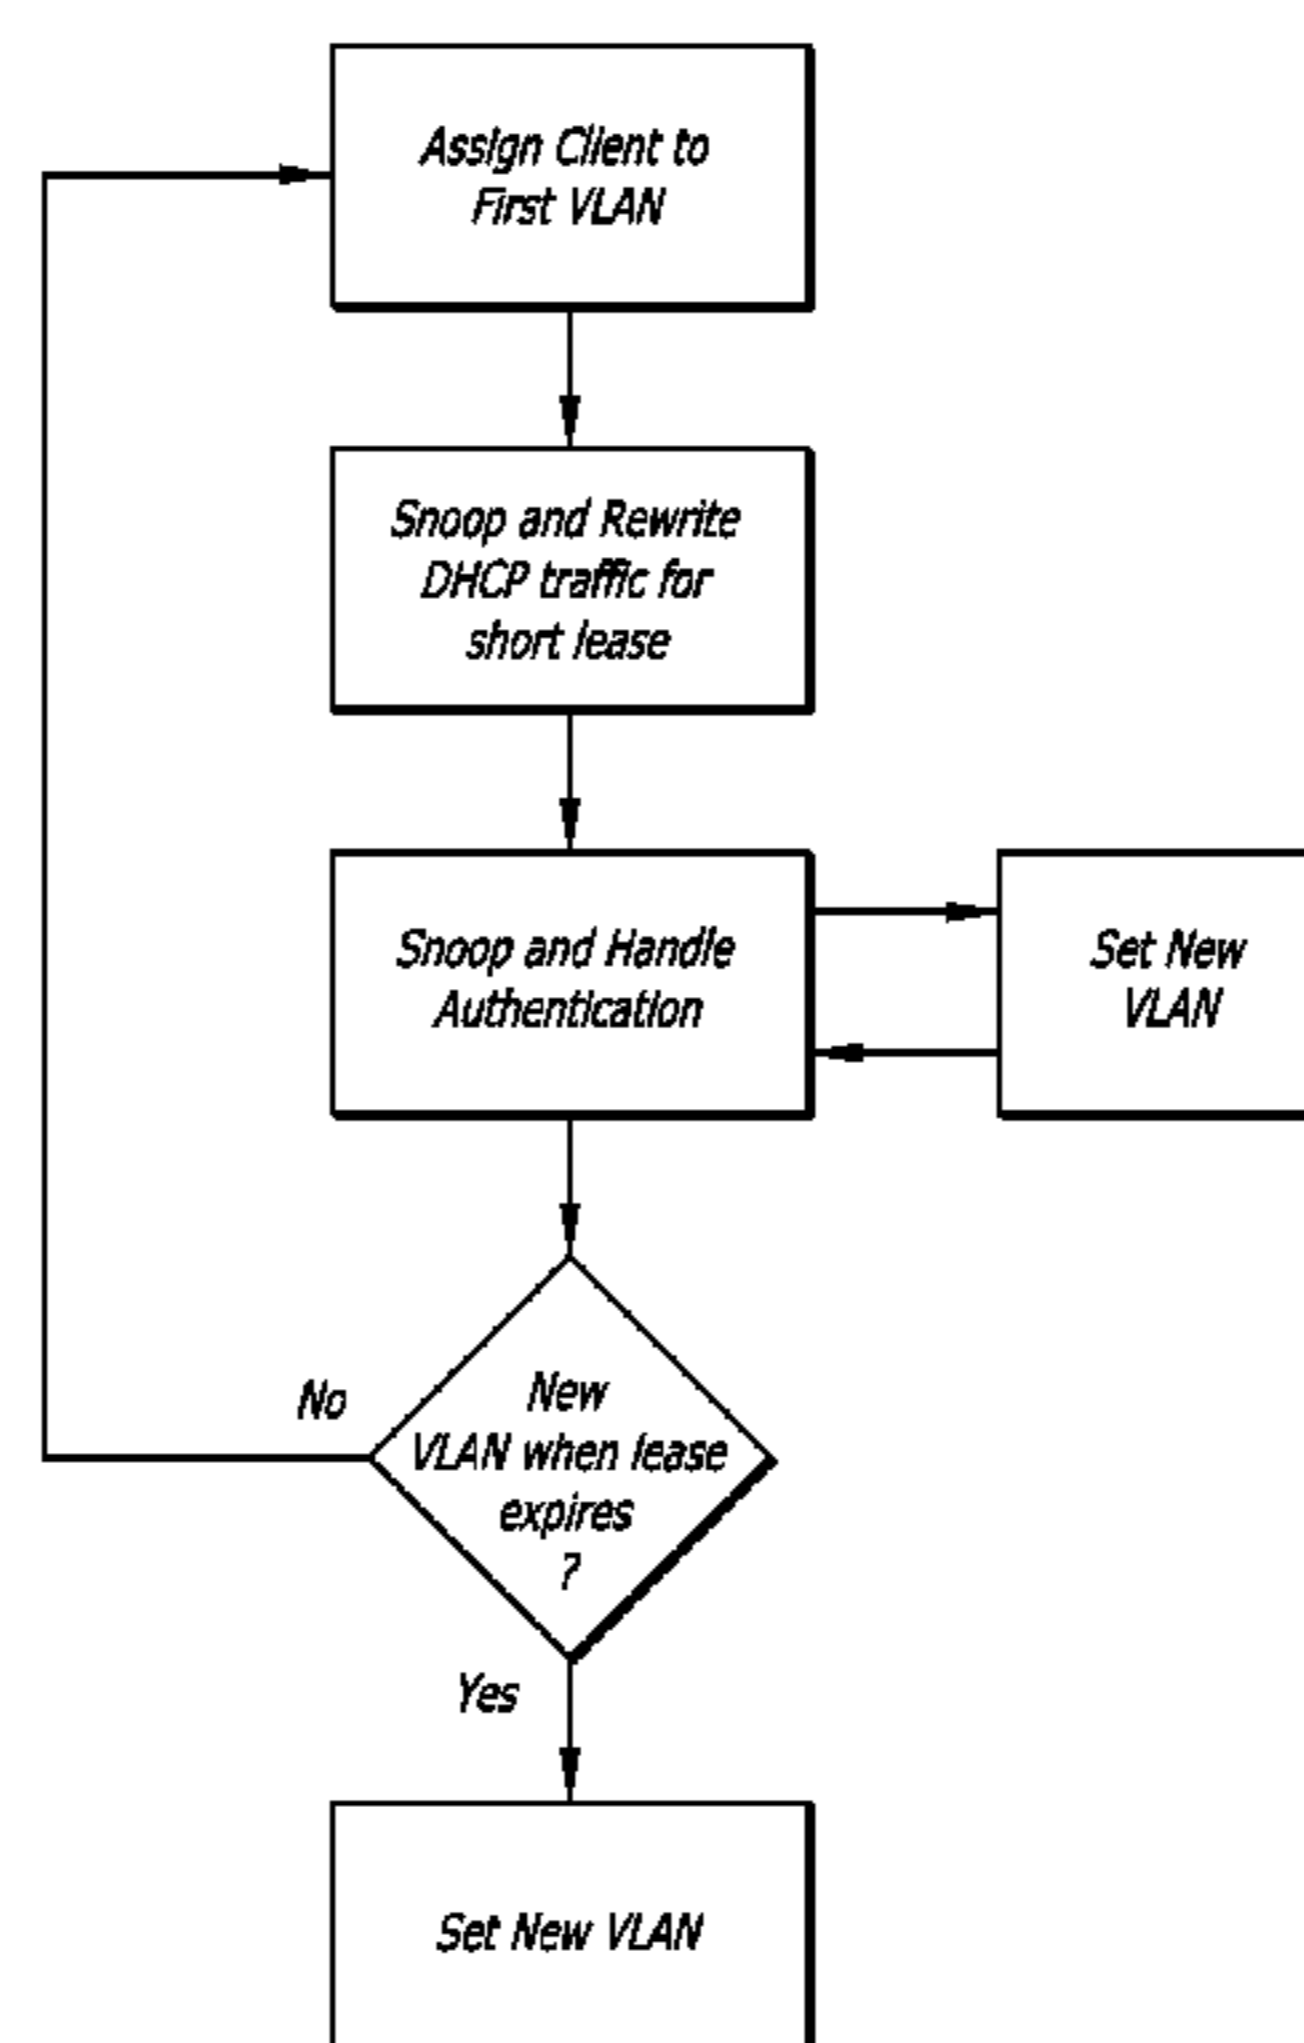 Assign Client to
First VLAN
Snoop and Rewrite
DHCP traffic for
short lease
Snoop and Handle
Authentication
Set New
VLAN
No
New
VLAN when lease
expires
?
Yes
Set New VLAN